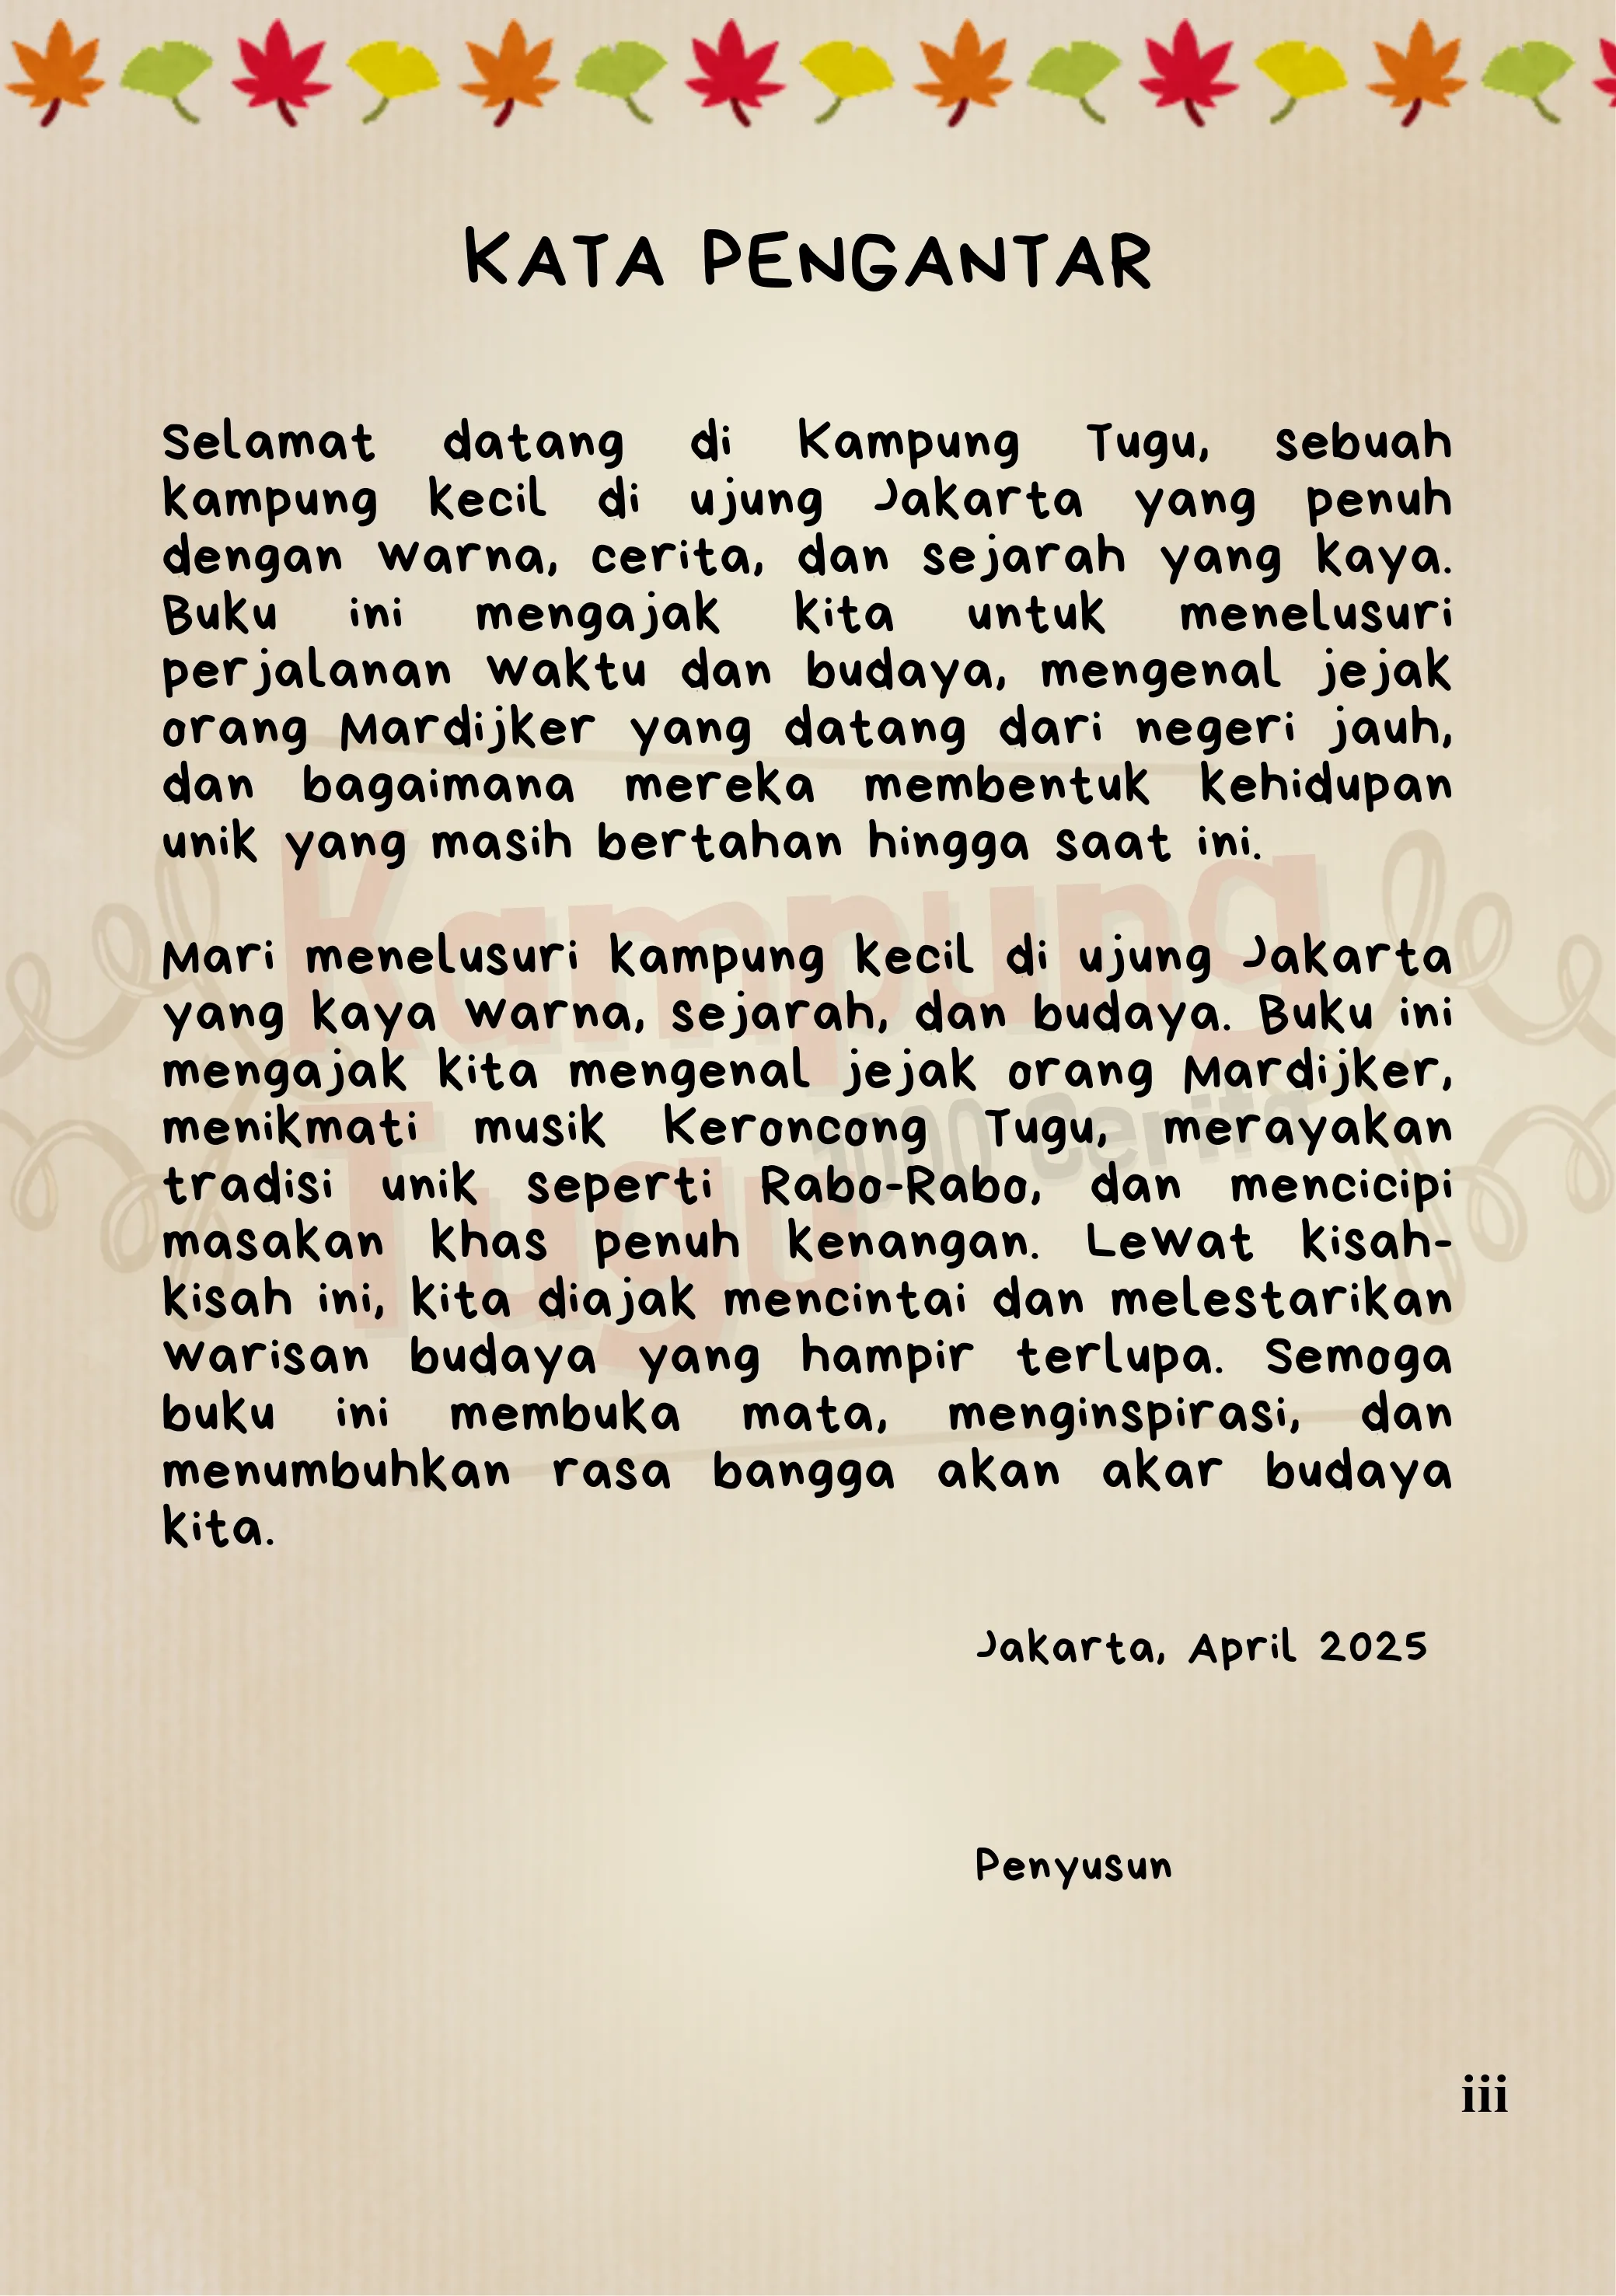 KATA PENGANTAR
Selamat datang di Kampung Tugu, sebuah
kampung kecil di ujung Jakarta yang penuh
dengan warna, cerita, dan sejarah yang kaya.
Buku ini mengajak kita untuk menelusuri
perjalanan waktu dan budaya, mengenal jejak
orang Mardijker yang datang dari negeri jauh,
dan bagaimana mereka membentuk kehidupan
unik yang masih bertahan hingga saat ini.
Mari menelusuri kampung kecil di ujung Jakarta
yang kaya warna, sejarah, dan budaya. Buku ini
mengajak kita mengenal jejak orang Mardijker,
menikmati musik Keroncong Tugu, merayakan
tradisi unik seperti Rabo-Rabo, dan mencicipi
masakan khas penuh kenangan. Lewat kisah-
kisah ini, kita diajak mencintai dan melestarikan
warisan budaya yang hampir terlupa. Semoga
buku ini membuka mata, menginspirasi, dan
menumbuhkan rasa bangga akan akar budaya
kita.
Kampung
Tugu
1000 Cerita
Jakarta, April 2025
Penyusun
iii